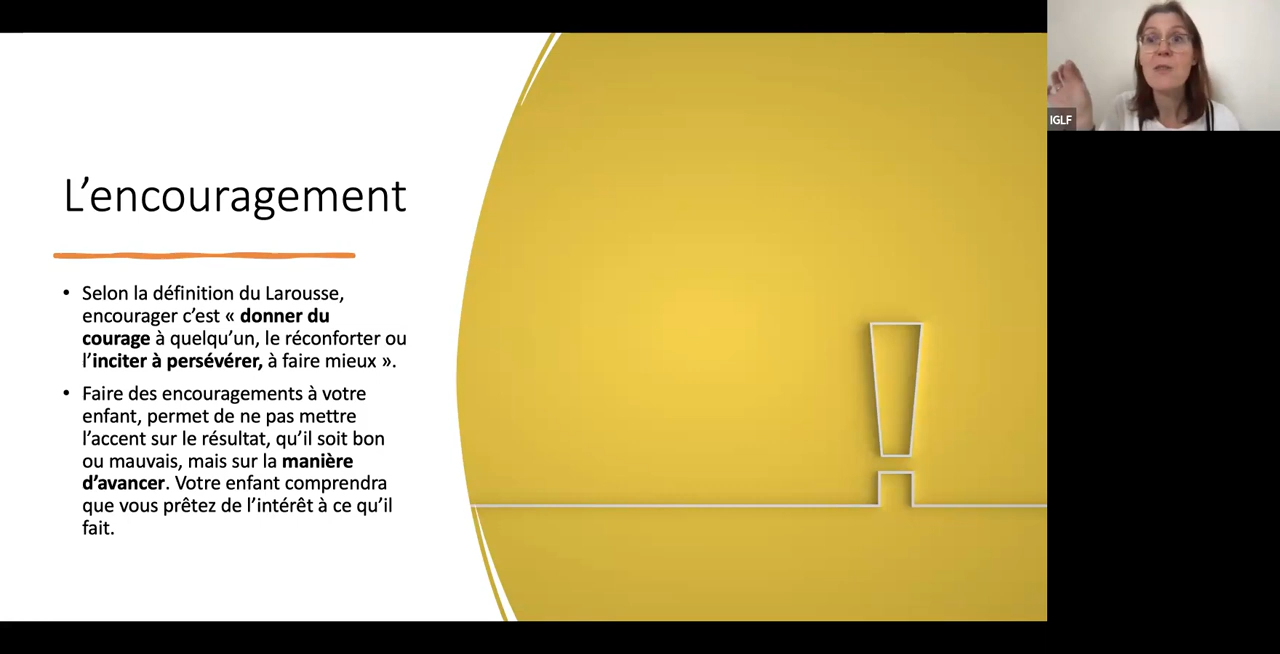 L’encouragement
• Selon la définition du Larousse,
encourager c’est « donner du
courage à quelqu’un, le réconforter ou
l’inciter à persévérer, à faire mieux ».
• Faire des encouragements à votre
enfant, permet de ne pas mettre
l’accent sur le résultat, qu’il soit bon
ou mauvais, mais sur la manière
d’avancer. Votre enfant comprendra
que vous prêtez de l’intérêt à ce qu’il
fait.
IGLF